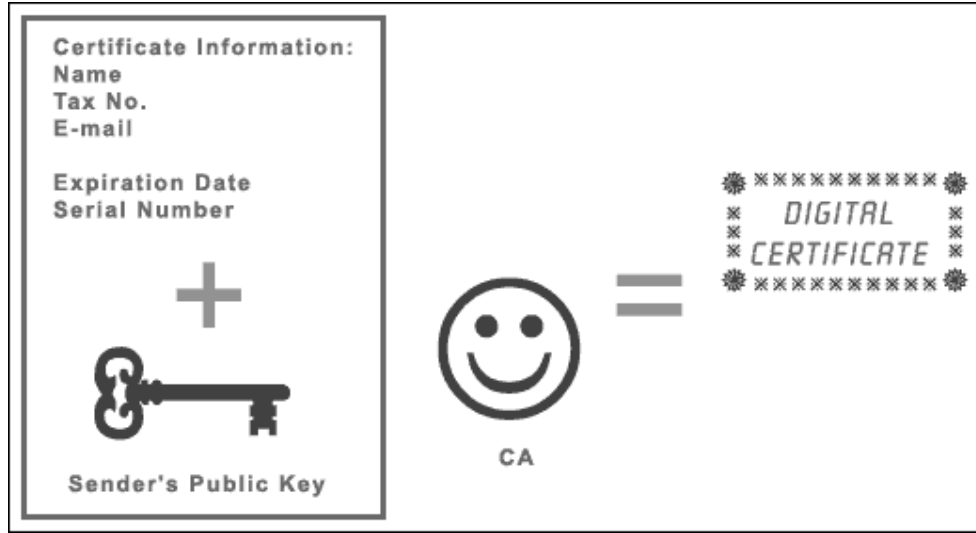 Certificate Information:
Name
Tax No.
E-mail
Expiration Date
Serial Number
+
Sender's Public Key
CA
=
DIGITAL
CERTIFICATE